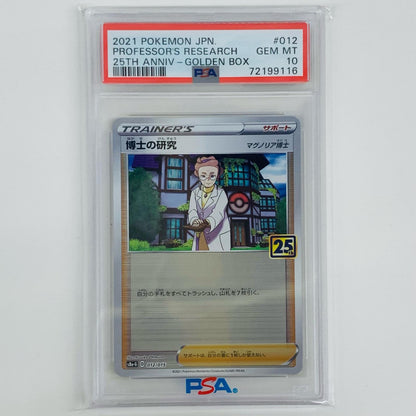 2021 POKEMON JPN. #012
PROFESSOR'S RESEARCH GEM MT
25TH ANNIV-GOLDEN BOX 10
PSA 72199116
TRAINER'S サポート
博士の研究 マグノリア博士
25th
自分の手札をすべてトラッシュし、山札を7枚引く。
サポートは、自分の番に1枚しか使えない。
012/015
PSA